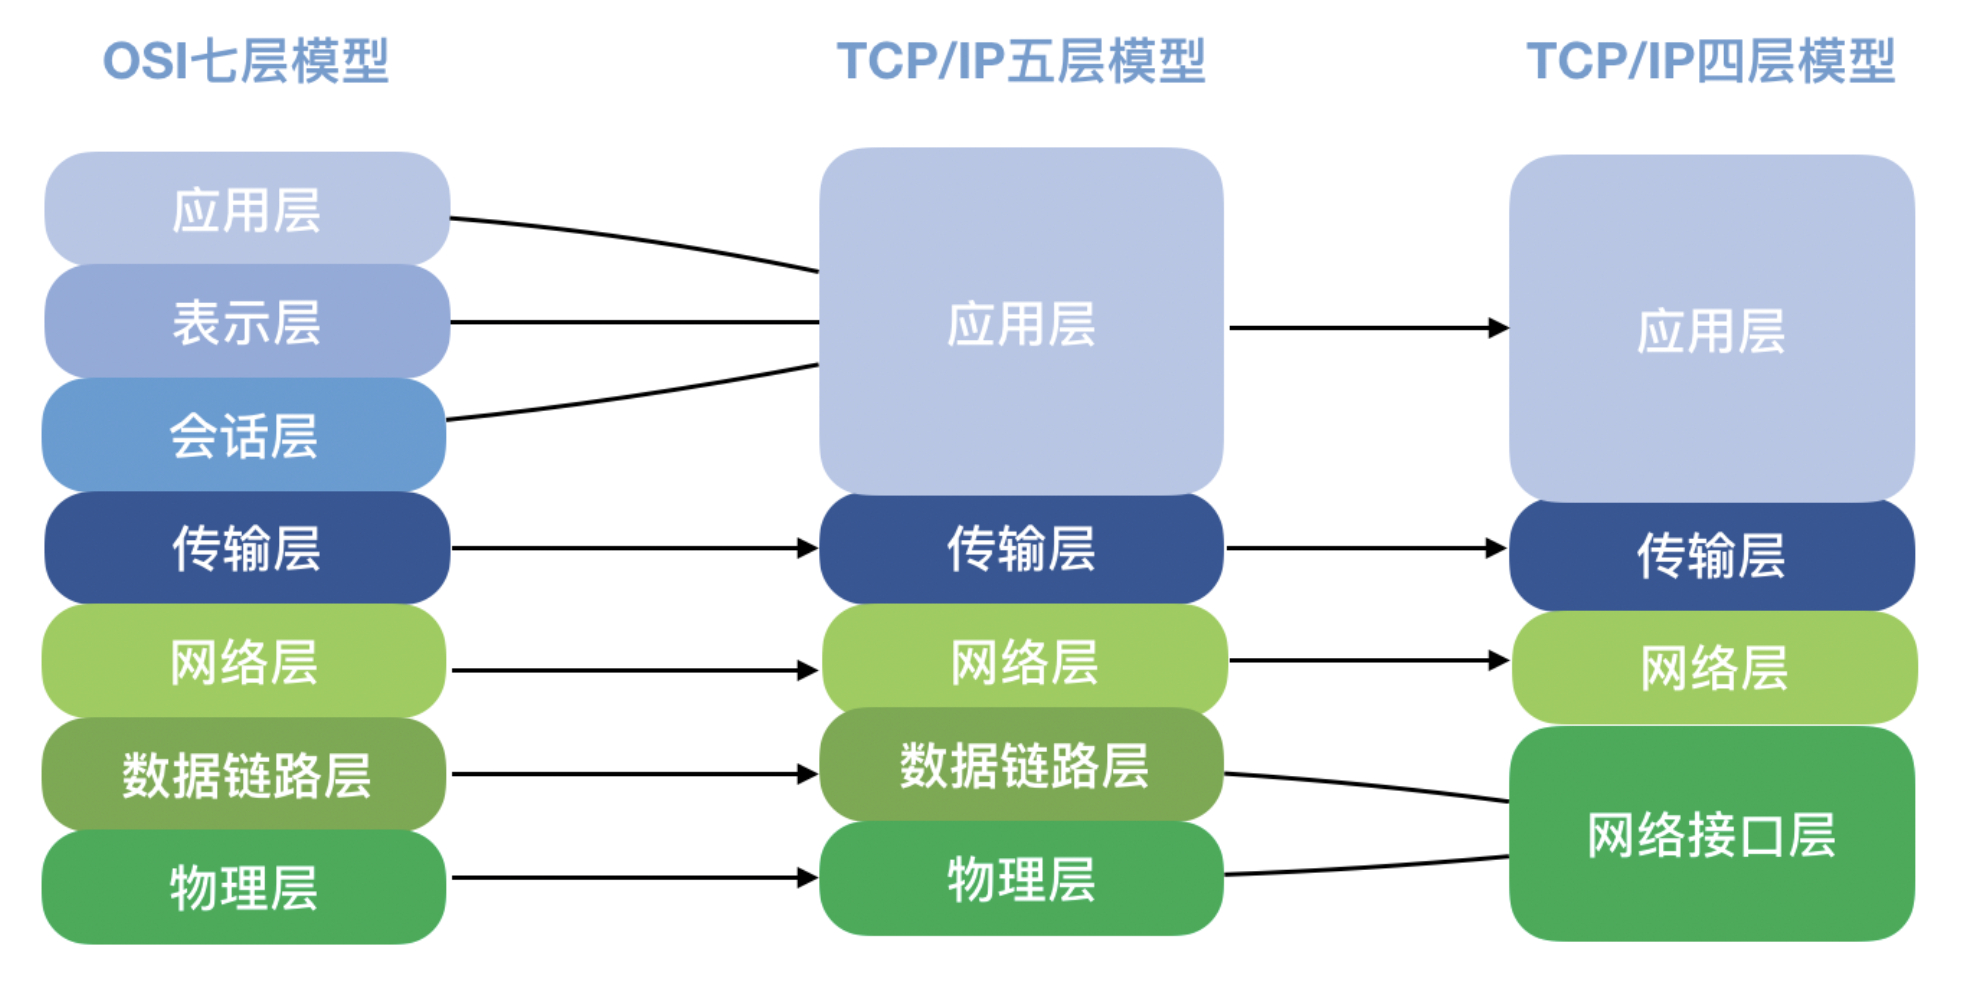 OSI七层模型
应用层
表示层
会话层
传输层
网络层
数据链路层
物理层
TCP/IP五层模型
应用层
传输层
网络层
数据链路层
物理层
TCP/IP四层模型
应用层
传输层
网络层
网络接口层